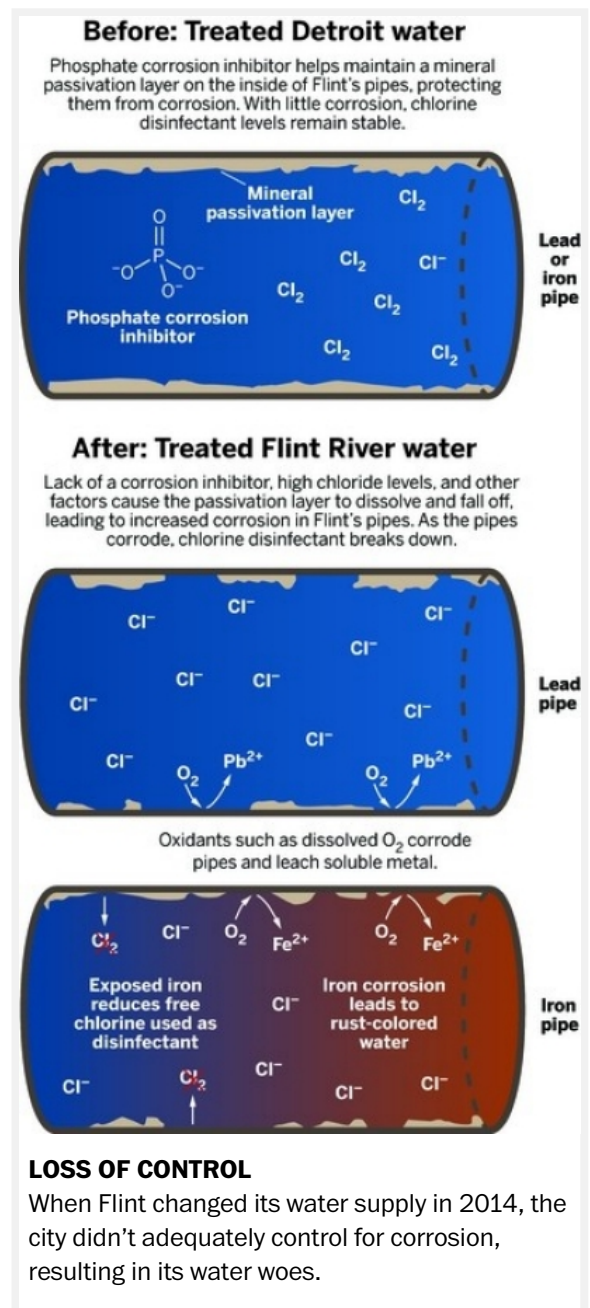 Before: Treated Detroit water
Phosphate corrosion inhibitor helps maintain a mineral
passivation layer on the inside of Flint's pipes, protecting
them from corrosion. With little corrosion, chlorine
disinfectant levels remain stable.
Mineral
passivation layer
Cl₂
O
P
⁻O
O⁻
O⁻
Phosphate corrosion
inhibitor
Cl₂
Cl⁻
Cl₂
Cl₂
Cl₂
Cl₂
Lead
or
iron
pipe
After: Treated Flint River water
Lack of a corrosion inhibitor, high chloride levels, and other
factors cause the passivation layer to dissolve and fall off,
leading to increased corrosion in Flint's pipes. As the pipes
corrode, chlorine disinfectant breaks down.
Cl⁻
Cl⁻
Cl⁻
Cl⁻
Cl⁻
Cl⁻
Cl⁻
Cl⁻
Cl⁻
Cl⁻
O₂
Pb²⁺
O₂
Pb²⁺
Lead
pipe
Oxidants such as dissolved O₂ corrode
pipes and leach soluble metal.
Cl₂
Cl⁻
O₂
Fe²⁺
O₂
Fe²⁺
Exposed iron
reduces free
chlorine used as
disinfectant
Cl⁻
Iron corrosion
leads to
rust-colored
water
Cl⁻
Cl₂
Cl⁻
Cl⁻
Cl⁻
Iron
pipe
LOSS OF CONTROL
When Flint changed its water supply in 2014, the
city didn't adequately control for corrosion,
resulting in its water woes.